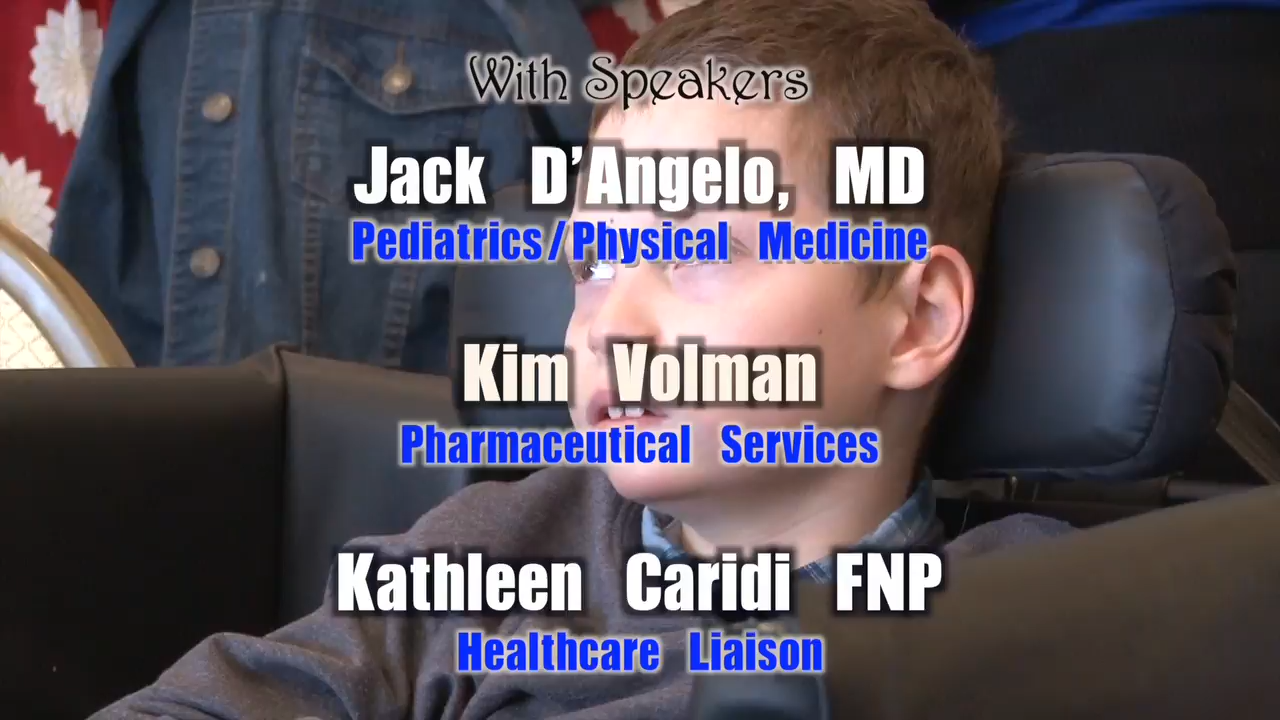 With Speakers
Jack D’Angelo, MD
Pediatrics/Physical Medicine
Kim Volman
Pharmaceutical Services
Kathleen Caridi FNP
Healthcare Liaison